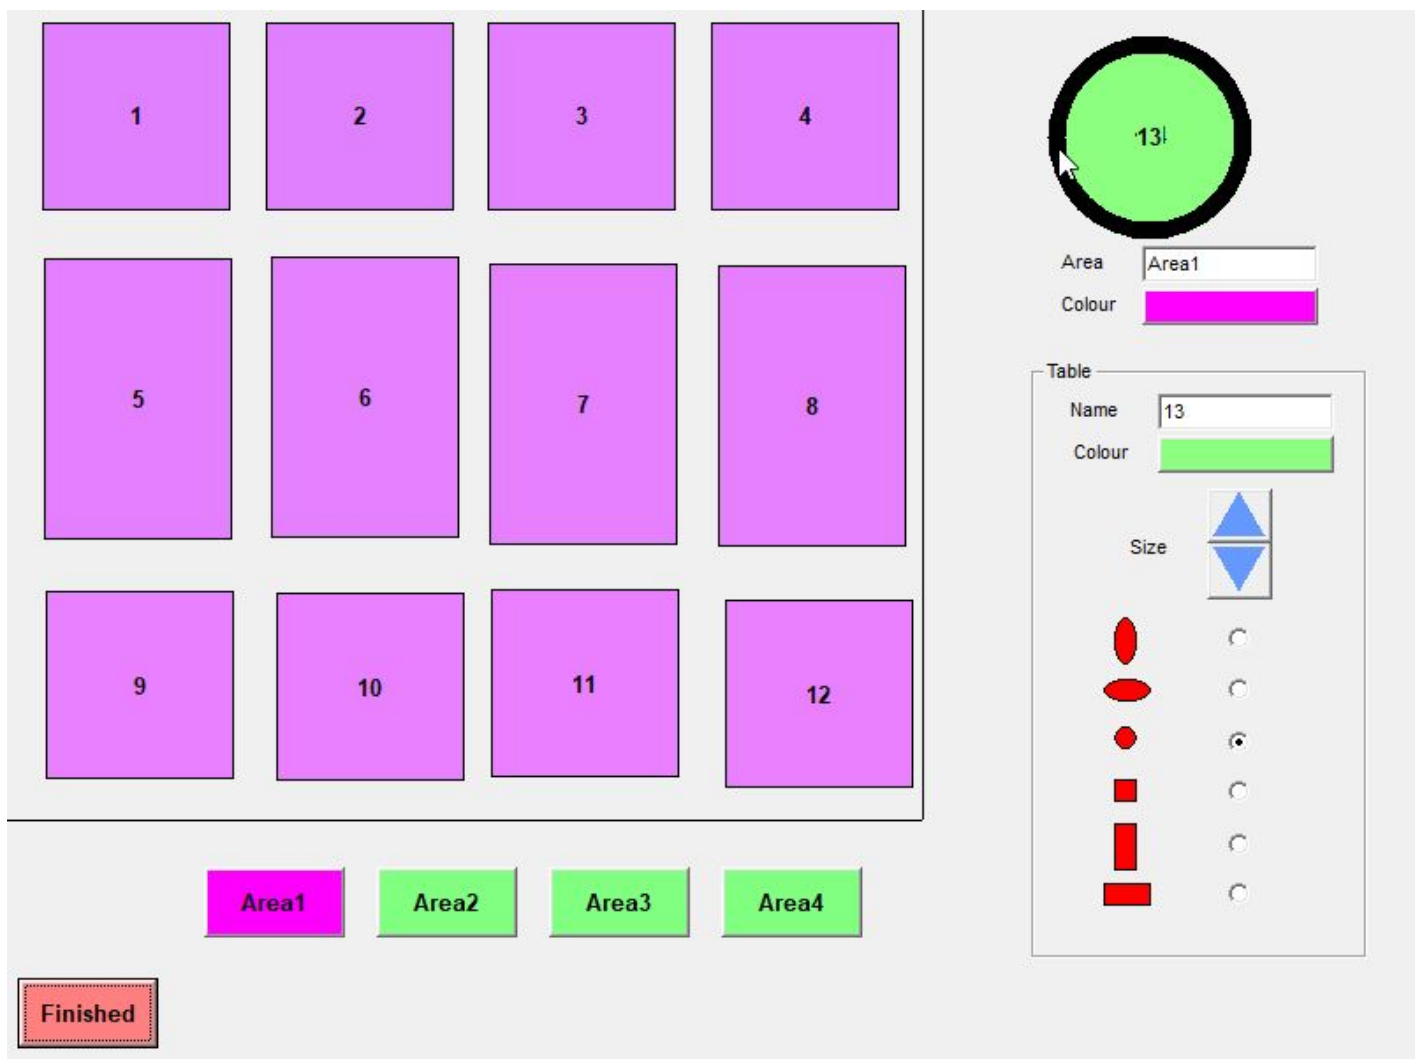 1 2 3 4
13
Area Area1
Colour
5 6 7 8
9 10 11 12
Table
Name 13
Colour
Size
Area1 Area2 Area3 Area4
Finished